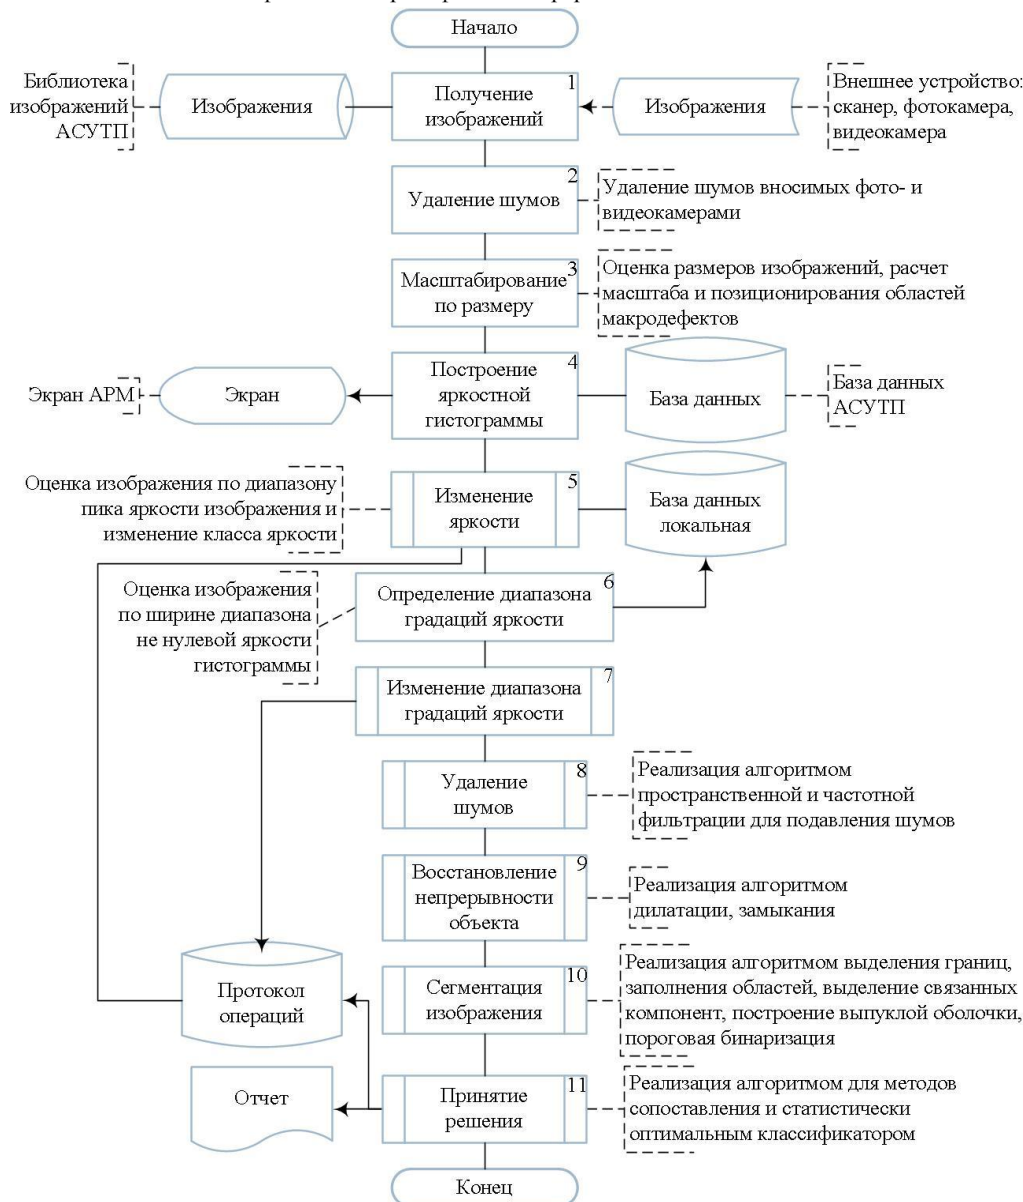 Начало
Библиотека
изображений
АСУТП
Изображения
1
Получение
изображений
Изображения
Внешнее устройство:
сканер, фотокамера,
видеокамера
2
Удаление шумов
Удаление шумов вносимых фото- и
видеокамерами
3
Масштабирование
по размеру
Оценка размеров изображений, расчет
масштаба и позиционирования областей
макродефектов
Экран АРМ
Экран
4
Построение
яркостной
гистограммы
База данных
База данных
АСУТП
Оценка изображения по диапазону
пика яркости изображения и
изменение класса яркости
5
Изменение
яркости
База данных
локальная
Оценка изображения
по ширине диапазона
не нулевой яркости
гистограммы
6
Определение диапазона
градаций яркости
7
Изменение диапазона
градаций яркости
8
Удаление
шумов
Реализация алгоритмом
пространственной и частотной
фильтрации для подавления шумов
9
Восстановление
непрерывности
объекта
Реализация алгоритмом
дилатации, замыкания
Протокол
операций
10
Сегментация
изображения
Реализация алгоритмом выделения границ,
заполнения областей, выделение связанных
компонент, построение выпуклой оболочки,
пороговая бинаризация
Отчет
11
Принятие
решения
Реализация алгоритмом для методов
сопоставления и статистически
оптимальным классификатором
Конец